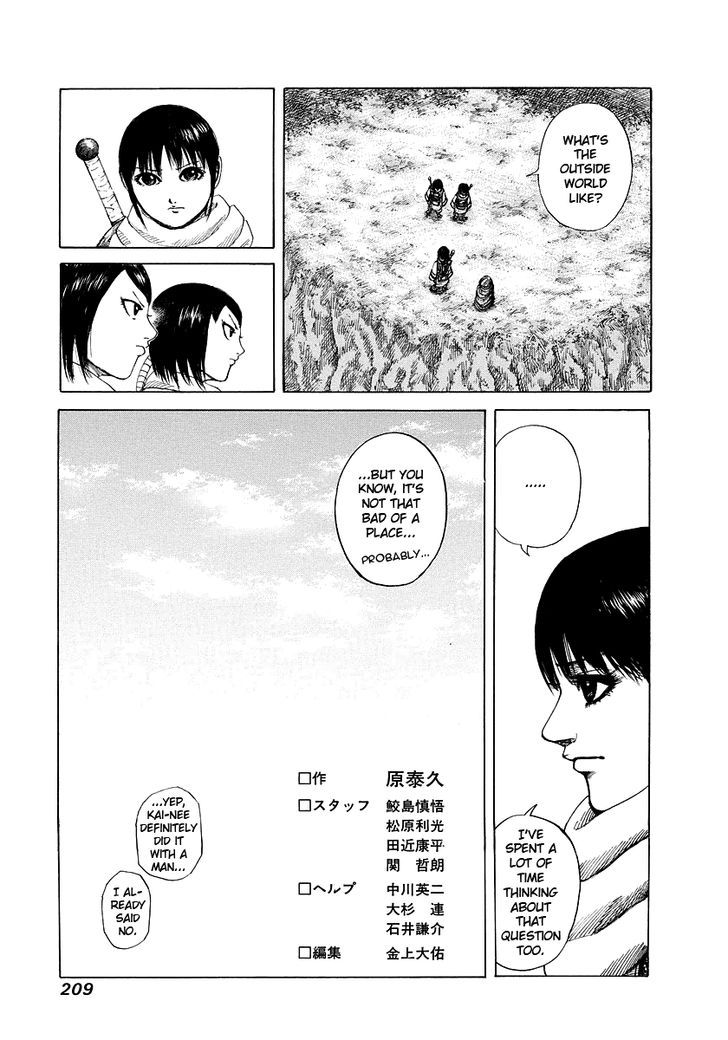 WHAT'S
THE
OUTSIDE
WORLD
LIKE?
.....
I'VE
SPENT
A
LOT OF
TIME
THINKING
ABOUT
THAT
QUESTION
TOO.
...BUT YOU
KNOW, IT'S
NOT THAT
BAD OF A
PLACE...
PROBABLY...
...YEP,
KAI-NEE
DEFINITELY
DID IT
WITH A
MAN...
I AL-
READY
SAID
NO.
□作 原泰久
□スタッフ 鮫島慎悟
松原利光
田近康平
関 哲朗
□ヘルプ 中川英二
大杉 連
石井謙介
□編集 金上大佑
209